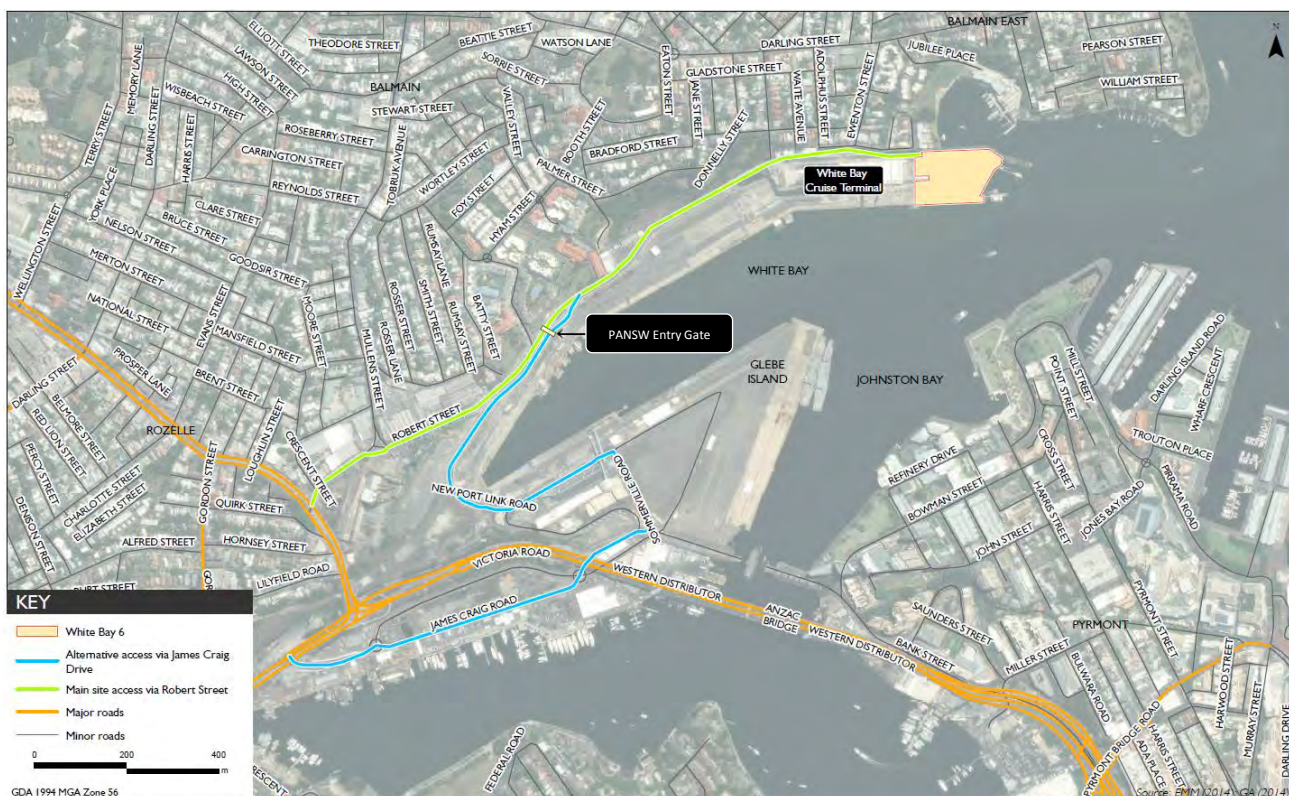 BALMAIN EAST
N
ELLIOTT STREET
THEODORE STREET
BEATTIE STREET
WATSON LANE
DARLING STREET
JUBILEE PLACE
PEARSON STREET
WILLIAM STREET
MEMORY LANE
LAWSON STREET
HIGH STREET
WISBEACH STREET
BALMAIN
SORRIE STREET
EATON STREET
GLADSTONE STREET
JANE STREET
WAITE AVENUE
ADOLPHUS STREET
EWENTON STREET
TERRY STREET
DARLING STREET
HARRIS STREET
STEWART STREET
VALLEY STREET
BOOTH STREET
ROSEBERRY STREET
CARRINGTON STREET
BRADFORD STREET
DONNELLY STREET
YORK PLACE
REYNOLDS STREET
TOBRUK AVENUE
WORTLEY STREET
PALMER STREET
White Bay
Cruise Terminal
CLARE STREET
FOY STREET
HYAM STREET
NELSON STREET
BRUCE STREET
WELLINGTON STREET
MERTON STREET
GOODSIR STREET
RUMSAY LANE
SMITH STREET
RUMSAY STREET
BATTY STREET
WHITE BAY
NATIONAL STREET
EVANS STREET
MOORE STREET
ROSSER STREET
ROSSER LANE
MULLENS STREET
MANSFIELD STREET
PANSW Entry Gate
PROSPER LANE
BRENT STREET
DARLING STREET
BELMORE STREET
RED LION STREET
PERCY STREET
ROZELLE
LOUGHLIN STREET
CRESCENT STREET
ROBERT STREET
GLEBE
ISLAND
JOHNSTON BAY
MILL STREET
POINT STREET
DARLING ISLAND ROAD
WHARF CRESCENT
TROUTON PLACE
CROSS STREET
HARRIS STREET
PIRRAMA ROAD
JONES BAY ROAD
REFINERY DRIVE
BOWMAN STREET
JOHN STREET
CHARLOTTE STREET
ELIZABETH STREET
DENISON STREET
GORDON STREET
QUIRK STREET
NEW PORT LINK ROAD
SOMMERVILLE ROAD
ALFRED STREET
HORNSEY STREET
LILYFIELD ROAD
VICTORIA ROAD
WESTERN DISTRIBUTOR
ANZAC
BRIDGE
WESTERN DISTRIBUTOR
JAMES CRAIG ROAD
SAUNDERS STREET
BANK STREET
MILLER STREET
BULWARA ROAD
PYRMONT
PYRMONT STREET
PYRMONT BRIDGE ROAD
HARRIS STREET
ADA PLACE
HARWOOD STREET
MURRAY STREET
DARLING DRIVE
FEDERAL ROAD
KEY
White Bay 6
Alternative access via James Craig
Drive
Main site access via Robert Street
Major roads
Minor roads
0 200 400
m
GDA 1994 MGA Zone 56
Source: EMM (2014); GA (2014)